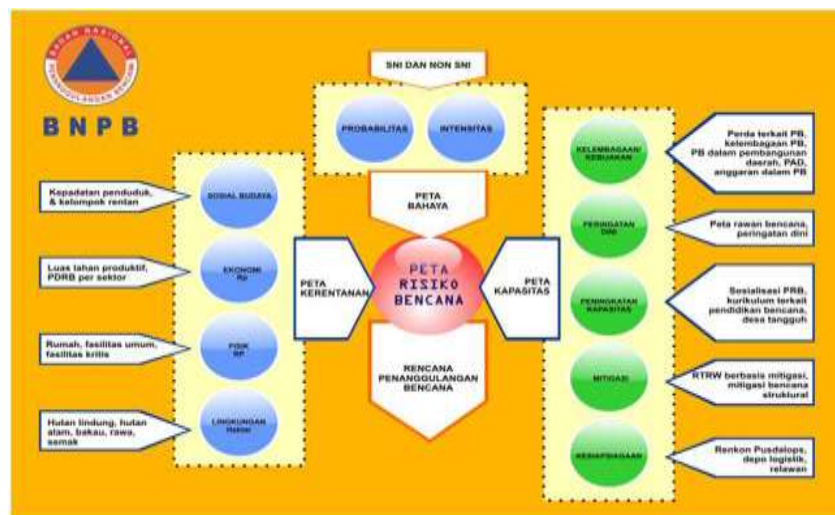 BADAN NASIONAL
PENANGGULANGAN BENCANA
BNPB
SNI DAN NON SNI
PROBABILITAS
INTENSITAS
PETA
BAHAYA
Kepadatan penduduk,
& kelompok rentan
SOSIAL BUDAYA
Luas lahan produktif,
PDRB per sektor
EKONOMI
Rp
Rumah, fasilitas umum,
fasilitas kritis
FISIK
RP
Hutan lindung, hutan
alam, bakau, rawa,
semak
LINGKUNGAN
PETA
KERENTANAN
PETA
RISIKO
BENCANA
PETA
KAPASITAS
RENCANA
PENANGGULANGAN
BENCANA
KELEMBAGAAN/
KEBIJAKAN
Perda terkait PB,
kelembagaan PB,
PB dalam pembangunan
daerah, PAD,
anggaran dalam PB
PERINGATAN
DINI
Peta rawan bencana,
peringatan dini
PENINGKATAN
KAPASITAS
Sosialisasi PRB,
kurikulum terkait
pendidikan bencana,
desa tangguh
MITIGASI
RTRW berbasis mitigasi,
mitigasi bencana
struktural
KESIAPSIAGAAN
Renkon Pusdalops,
depo logistik,
relawan